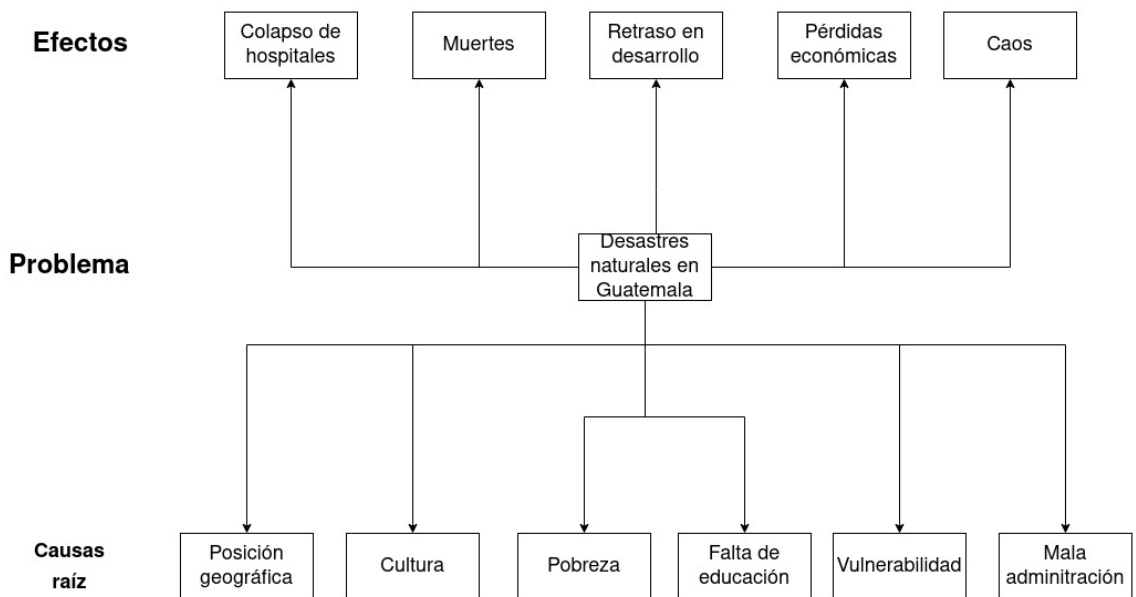 Efectos
Colapso de
hospitales
Muertes
Retraso en
desarrollo
Pérdidas
económicas
Caos
Problema
Desastres
naturales en
Guatemala
Causas
raíz
Posición
geográfica
Cultura
Pobreza
Falta de
educación
Vulnerabilidad
Mala
adminitración